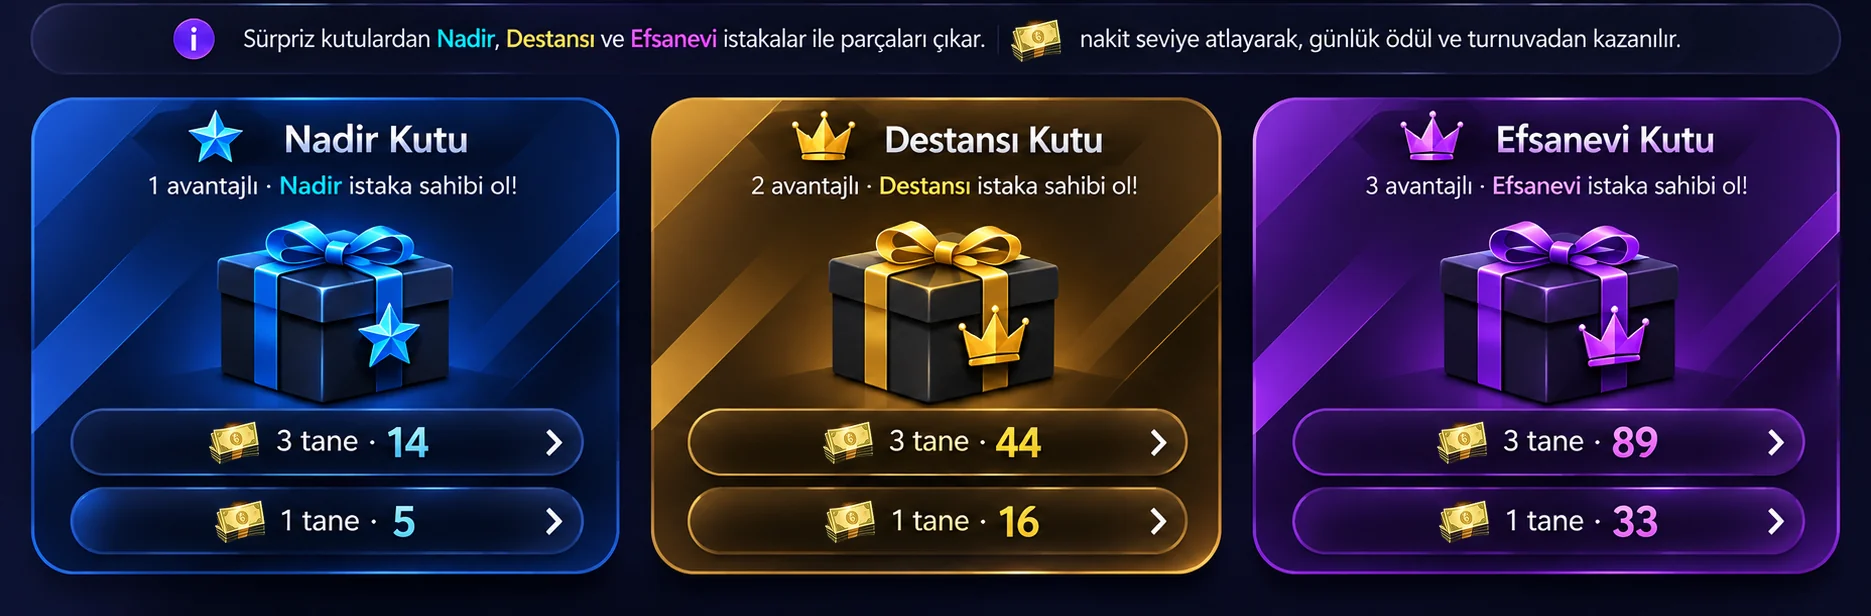 i Sürpriz kutulardan Nadir, Destansı ve Efsanevi istakalar ile parçaları çıkar. nakit seviye atlayarak, günlük ödül ve turnuvadan kazanılır.
Nadir Kutu
1 avantajlı · Nadir istaka sahibi ol!
3 tane · 14
1 tane · 5
Destansı Kutu
2 avantajlı · Destansı istaka sahibi ol!
3 tane · 44
1 tane · 16
Efsanevi Kutu
3 avantajlı · Efsanevi istaka sahibi ol!
3 tane · 89
1 tane · 33